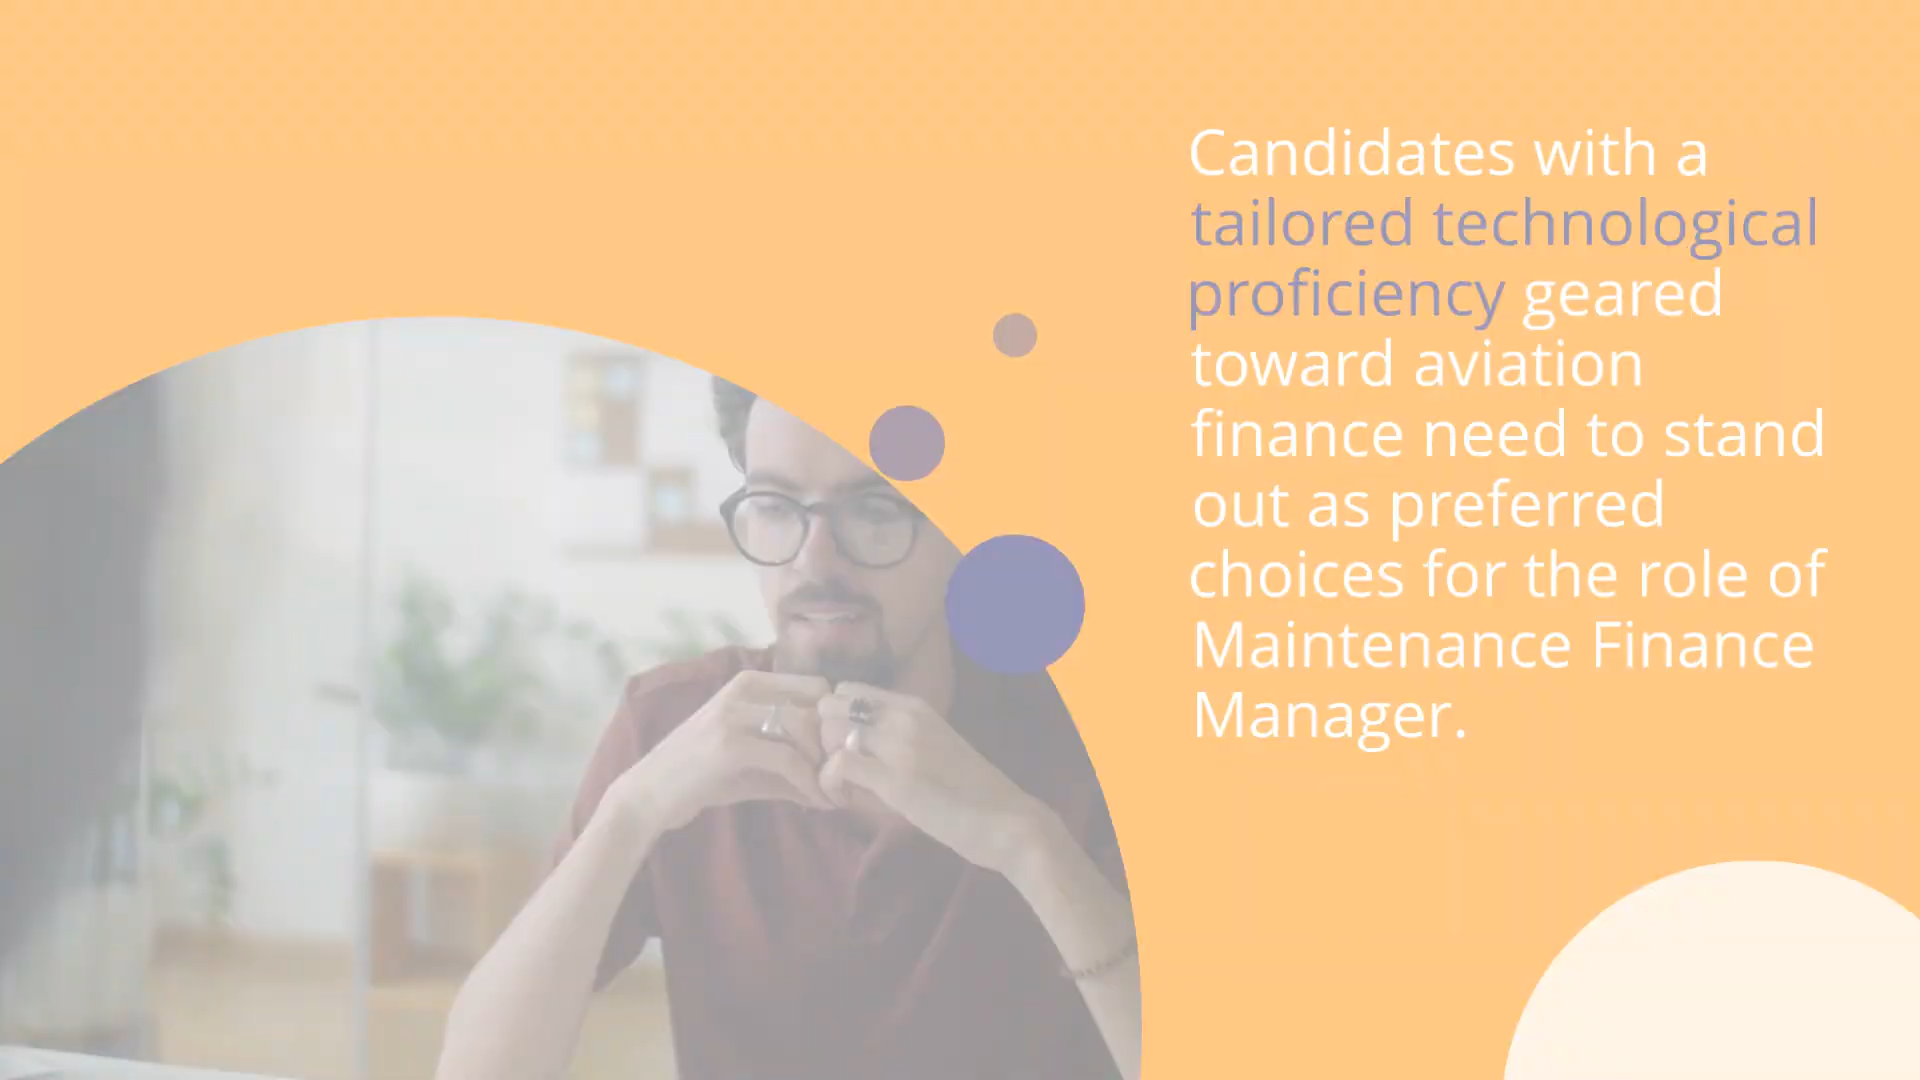 Candidates with a
tailored technological
proficiency geared
toward aviation
finance need to stand
out as preferred
choices for the role of
Maintenance Finance
Manager.